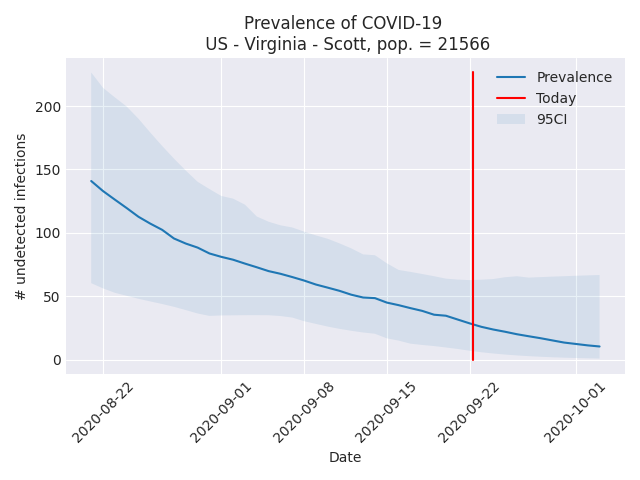 Prevalence of COVID-19
US - Virginia - Scott, pop. = 21566
Prevalence
Today
95CI
# undetected infections
200
150
100
50
0
2020-08-22
2020-09-01
2020-09-08
2020-09-15
2020-09-22
2020-10-01
Date